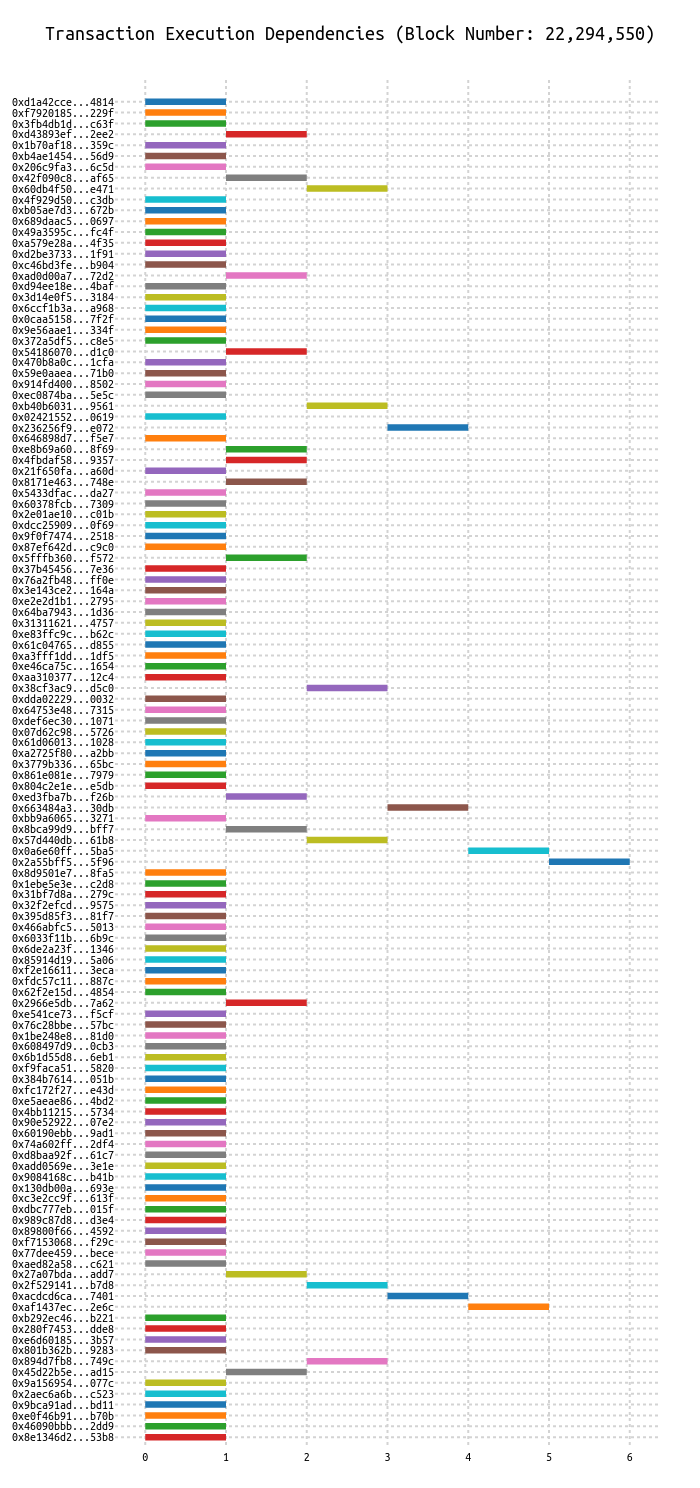 Transaction Execution Dependencies (Block Number: 22,294,550)
0xd1a42cce...4814
0xf7920185...229f
0x3fb4db1d...c63f
0xd43893ef...2ee2
0x1b70af18...359c
0xb4ae1454...56d9
0x206c9fa3...6c5d
0x42f090c8...af65
0x60db4f50...e471
0x4f929d50...c3db
0xb05ae7d3...672b
0x689daac5...0697
0x49a3595c...fc4f
0xa579e28a...4f35
0xd2be3733...1f91
0xc46bd3fe...b904
0xad0d00a7...72d2
0xd94ee18e...4baf
0x3d14e0f5...3184
0x6ccf1b3a...a968
0x0caa5158...7f2f
0x9e56aae1...334f
0x372a5df5...c8e5
0x54186070...d1c0
0x470b8a0c...1cfa
0x59e0aaea...71b0
0x914fd400...8502
0xec0874ba...5e5c
0xb40b6031...9561
0x02421552...0619
0x236256f9...e072
0x646898d7...f5e7
0xe8b69a60...8f69
0x4fbdaf58...9357
0x21f650fa...a60d
0x8171e463...748e
0x5433dfac...da27
0x60378fcb...7309
0x2e01ae10...c01b
0xdcc25909...0f69
0x9f0f7474...2518
0x87ef642d...c9c0
0x5fffb360...f572
0x37b45456...7e36
0x76a2fb48...ff0e
0x3e143ce2...164a
0xe2e2d1b1...2795
0x64ba7943...1d36
0x31311621...4757
0xe83ffc9c...b62c
0x61c04765...d855
0xa3fff1dd...1df5
0xe46ca75c...1654
0xaa310377...12c4
0x38cf3ac9...d5c0
0xdda02229...0032
0x64753e48...7315
0xdef6ec30...1071
0x07d62c98...5726
0x61d06013...1028
0xa2725f80...a2bb
0x3779b336...65bc
0x861e081e...7979
0x804c2e1e...e5db
0xed3fba7b...f26b
0x663484a3...30db
0xbb9a6065...3271
0x8bca99d9...bff7
0x57d440db...61b8
0x0a6e60ff...5ba5
0x2a55bff5...5f96
0x8d9501e7...8fa5
0x1ebe5e3e...c2d8
0x31bf7d8a...279c
0x32f2efcd...9575
0x395d85f3...81f7
0x466abfc5...5013
0x6033f11b...6b9c
0x6de2a23f...1346
0x85914d19...5a06
0xf2e16611...3eca
0xfdc57c11...887c
0x62f2e15d...4854
0x2966e5db...7a62
0xe541ce73...f5cf
0x76c28bbe...57bc
0x1be248e8...81d0
0x608497d9...0cb3
0x6b1d55d8...6eb1
0xf9faca51...5820
0x384b7614...051b
0xfc172f27...e43d
0xe5aeae86...4bd2
0x4bb11215...5734
0x90e52922...07e2
0x60190ebb...9ad1
0x74a602ff...2df4
0xd8baa92f...61c7
0xadd0569e...3e1e
0x9084168c...b41b
0x130db00a...693e
0xc3e2cc9f...613f
0xdbc777eb...015f
0x989c87d8...d3e4
0x89800f66...4592
0xf7153068...f29c
0x77dee459...bece
0xaed82a58...c621
0x27a07bda...add7
0x2f529141...b7d8
0xacdcd6ca...7401
0xaf1437ec...2e6c
0xb292ec46...b221
0x280f7453...dde8
0xe6d60185...3b57
0x801b362b...9283
0x894d7fb8...749c
0x45d22b5e...ad15
0x9a156954...077c
0x2aec6a6b...c523
0x9bca91ad...bd11
0xe0f46b91...b70b
0x46090bbb...2dd9
0x8e1346d2...53b8
0 1 2 3 4 5 6